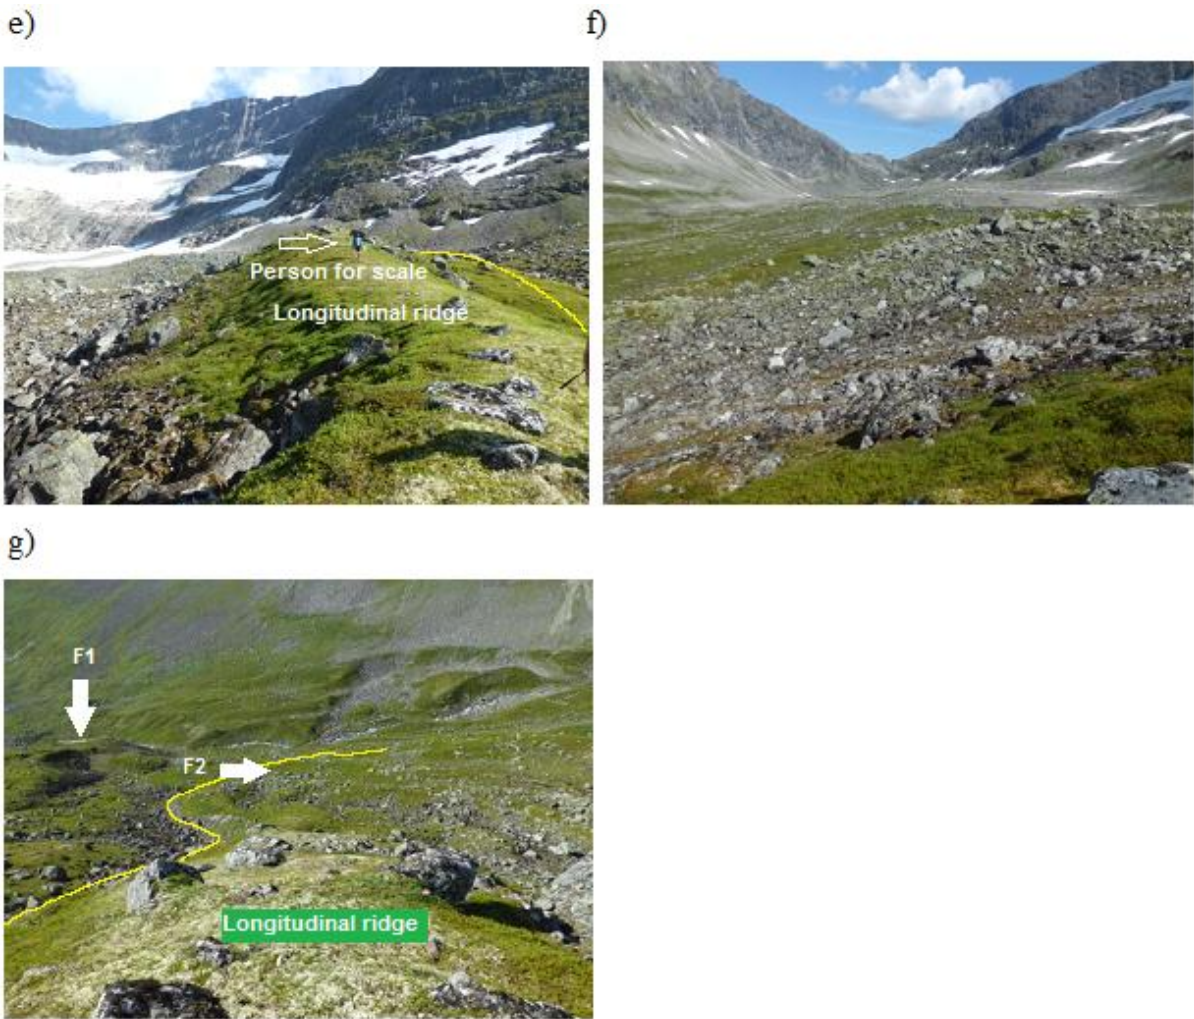 e)
f)
Person for scale
Longitudinal ridge
g)
F1
F2
Longitudinal ridge